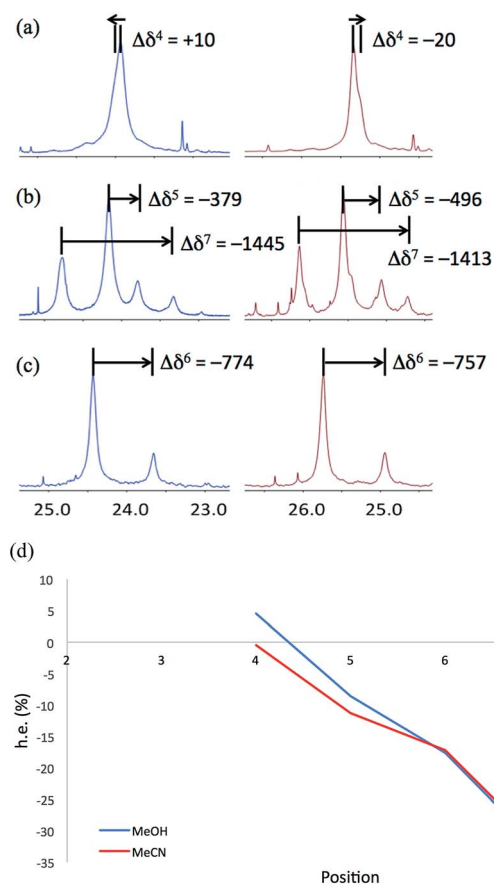 (a)
Δδ⁴ = +10
Δδ⁴ = –20
(b)
Δδ⁵ = –379
Δδ⁷ = –1445
Δδ⁵ = –496
Δδ⁷ = –1413
(c)
Δδ⁶ = –774
Δδ⁶ = –757
25.0 24.0 23.0
26.0 25.0
(d)
10
5
0
2 3 4 5 6
-5
-10
-15
-20
-25
-30
-35
h.e. (%)
MeOH
MeCN
Position